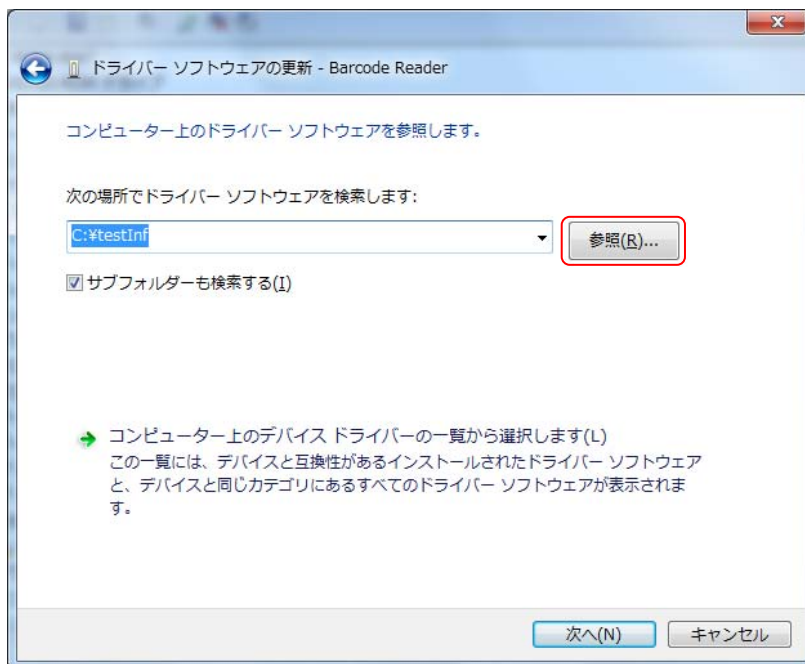 ドライバー ソフトウェアの更新 - Barcode Reader
コンピューター上のドライバー ソフトウェアを参照します。
次の場所でドライバー ソフトウェアを検索します:
C:¥testInf
参照(R)...
サブフォルダーも検索する(I)
コンピューター上のデバイス ドライバーの一覧から選択します(L)
この一覧には、デバイスと互換性があるインストールされたドライバー ソフトウェア
と、デバイスと同じカテゴリにあるすべてのドライバー ソフトウェアが表示されま
す。
次へ(N)
キャンセル